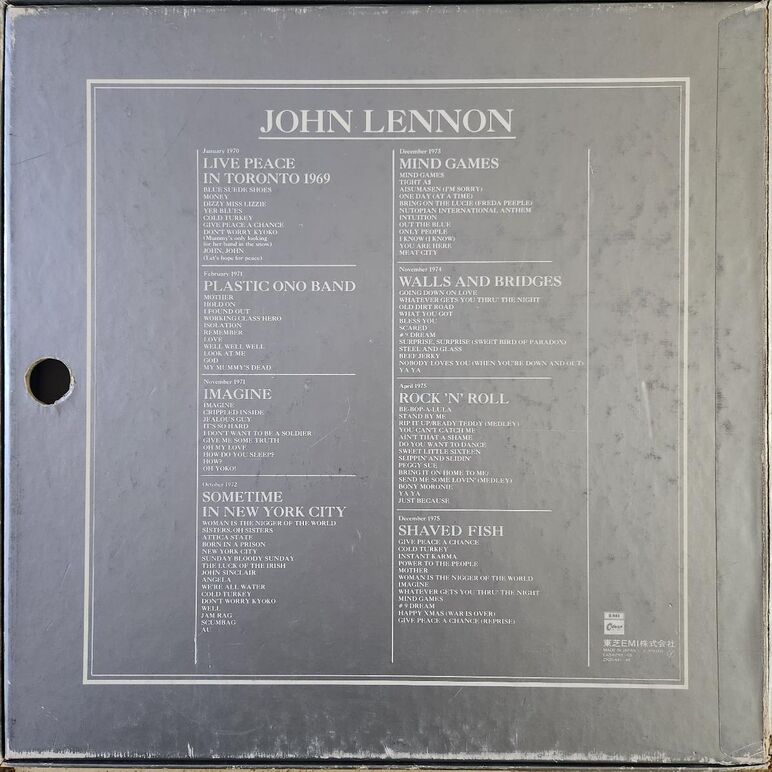 JOHN LENNON
January 1970
LIVE PEACE
IN TORONTO 1969
BLUE SUEDE SHOES
MONEY
DIZZY MISS LIZZIE
YER BLUES
COLD TURKEY
GIVE PEACE A CHANCE
DON'T WORRY KYOKO
(Mummy's only looking
for her hand in the snow)
JOHN, JOHN
(Let's hope for peace)
February 1971
PLASTIC ONO BAND
MOTHER
HOLD ON
I FOUND OUT
WORKING CLASS HERO
ISOLATION
REMEMBER
LOVE
WELL WELL WELL
LOOK AT ME
GOD
MY MUMMY'S DEAD
November 1971
IMAGINE
IMAGINE
CRIPPLED INSIDE
JEALOUS GUY
IT'S SO HARD
I DON'T WANT TO BE A SOLDIER
GIVE ME SOME TRUTH
OH MY LOVE
HOW DO YOU SLEEP?
HOW?
OH YOKO!
October 1972
SOMETIME
IN NEW YORK CITY
WOMAN IS THE NIGGER OF THE WORLD
SISTERS, OH SISTERS
ATTICA STATE
BORN IN A PRISON
NEW YORK CITY
SUNDAY BLOODY SUNDAY
THE LUCK OF THE IRISH
JOHN SINCLAIR
ANGELA
WE'RE ALL WATER
COLD TURKEY
DON'T WORRY KYOKO
WELL
JAM RAG
SCUMBAG
AU
December 1973
MIND GAMES
MIND GAMES
TIGHT A$
AISUMASEN (I'M SORRY)
ONE DAY (AT A TIME)
BRING ON THE LUCIE (FREDA PEEPLE)
NUTOPIAN INTERNATIONAL ANTHEM
INTUITION
OUT THE BLUE
ONLY PEOPLE
I KNOW (I KNOW)
YOU ARE HERE
MEAT CITY
November 1974
WALLS AND BRIDGES
GOING DOWN ON LOVE
WHATEVER GETS YOU THRU' THE NIGHT
OLD DIRT ROAD
WHAT YOU GOT
BLESS YOU
SCARED
# 9 DREAM
SURPRISE, SURPRISE (SWEET BIRD OF PARADOX)
STEEL AND GLASS
BEEF JERKY
NOBODY LOVES YOU (WHEN YOU'RE DOWN AND OUT)
YA YA
April 1975
ROCK 'N' ROLL
BE-BOP-A-LULA
STAND BY ME
RIP IT UP/READY TEDDY (MEDLEY)
YOU CAN'T CATCH ME
AIN'T THAT A SHAME
DO YOU WANT TO DANCE
SWEET LITTLE SIXTEEN
SLIPPIN' AND SLIDIN'
PEGGY SUE
BRING IT ON HOME TO ME/
SEND ME SOME LOVIN' (MEDLEY)
BONY MORONIE
YA YA
JUST BECAUSE
December 1975
SHAVED FISH
GIVE PEACE A CHANCE
COLD TURKEY
INSTANT KARMA
POWER TO THE PEOPLE
MOTHER
WOMAN IS THE NIGGER OF THE WORLD
IMAGINE
WHATEVER GETS YOU THRU' THE NIGHT
MIND GAMES
# 9 DREAM
HAPPY XMAS (WAR IS OVER)
GIVE PEACE A CHANCE (REPRISE)
EMI
Odeon
東芝EMI株式会社
MADE IN JAPAN